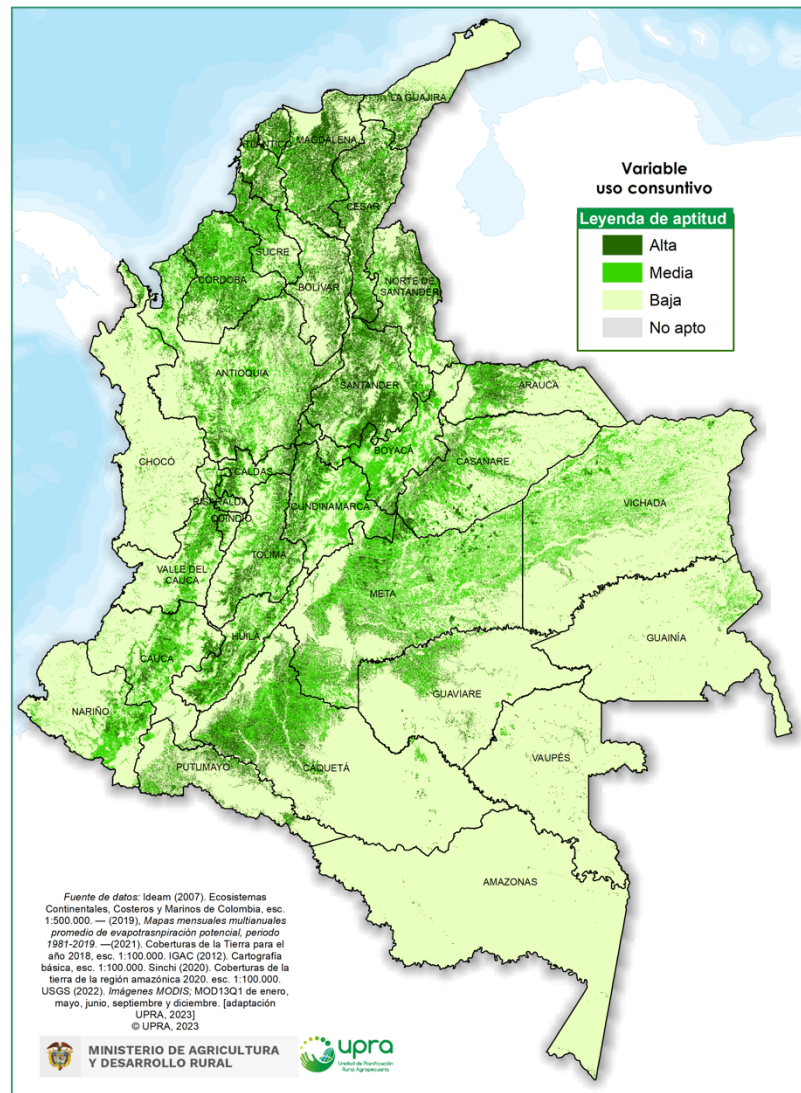 LA GUAJIRA
MAGDALENA
ATLÁNTICO
CESAR
Variable
uso consuntivo
Leyenda de aptitud
Alta
Media
Baja
No apto
SUCRE
CÓRDOBA
BOLÍVAR
NORTE DE
SANTANDER
ANTIOQUIA
SANTANDER
ARAUCA
CHOCÓ
BOYACÁ
CASANARE
CALDAS
RISARALDA
QUINDÍO
CUNDINAMARCA
VICHADA
TOLIMA
VALLE DEL
CAUCA
META
HUILA
GUAINÍA
CAUCA
GUAVIARE
NARIÑO
VAUPÉS
PUTUMAYO
CAQUETÁ
AMAZONAS
Fuente de datos: Ideam (2007). Ecosistemas
Continentales, Costeros y Marinos de Colombia, esc.
1:500.000. — (2019), Mapas mensuales multianuales
promedio de evapotrasnpiración potencial, periodo
1981-2019. —(2021). Coberturas de la Tierra para el
año 2018, esc. 1:100.000. IGAC (2012). Cartografía
básica, esc. 1:100.000. Sinchi (2020). Coberturas de la
tierra de la región amazónica 2020. esc. 1:100.000.
USGS (2022). Imágenes MODIS; MOD13Q1 de enero,
mayo, junio, septiembre y diciembre. [adaptación
UPRA, 2023]
© UPRA, 2023
MINISTERIO DE AGRICULTURA
Y DESARROLLO RURAL
upra
Unidad de Planificación
Rural Agropecuaria